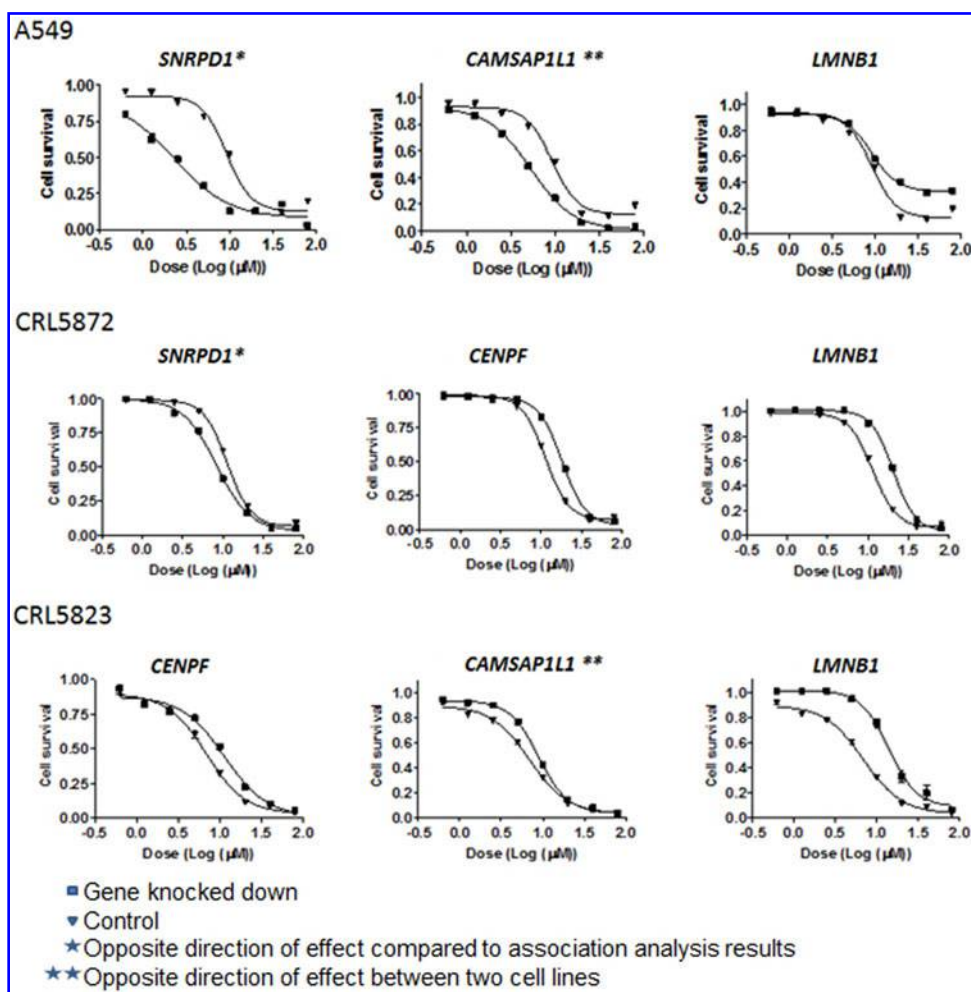 A549
SNRPD1*
CAMSAP1L1 **
LMNB1
Cell survival
1.00
0.75
0.50
0.25
0.00
-0.5 0.0 0.5 1.0 1.5 2.0
Dose (Log (µM))
Cell survival
1.0
0.8
0.6
0.4
0.2
0.0
-0.5 0.0 0.5 1.0 1.5 2.0
Dose (Log (µM))
Cell survival
1.0
0.8
0.6
0.4
0.2
0.0
-0.5 0.0 0.5 1.0 1.5 2.0
Dose (Log (µM))
CRL5872
SNRPD1*
CENPF
LMNB1
Cell survival
1.00
0.75
0.50
0.25
0.00
-0.5 0.0 0.5 1.0 1.5 2.0
Dose (Log (µM))
Cell survival
1.00
0.75
0.50
0.25
0.00
-0.5 0.0 0.5 1.0 1.5 2.0
Dose (Log (µM))
Cell survival
1.0
0.8
0.6
0.4
0.2
0.0
-0.5 0.0 0.5 1.0 1.5 2.0
Dose (Log (µM))
CRL5823
CENPF
CAMSAP1L1 **
LMNB1
Cell survival
1.00
0.75
0.50
0.25
0.00
-0.5 0.0 0.5 1.0 1.5 2.0
Dose (Log (µM))
Cell survival
1.0
0.8
0.6
0.4
0.2
0.0
-0.5 0.0 0.5 1.0 1.5 2.0
Dose (Log (µM))
Cell survival
1.0
0.8
0.6
0.4
0.2
0.0
-0.5 0.0 0.5 1.0 1.5 2.0
Dose (Log (µM))
Gene knocked down
Control
Opposite direction of effect compared to association analysis results
Opposite direction of effect between two cell lines